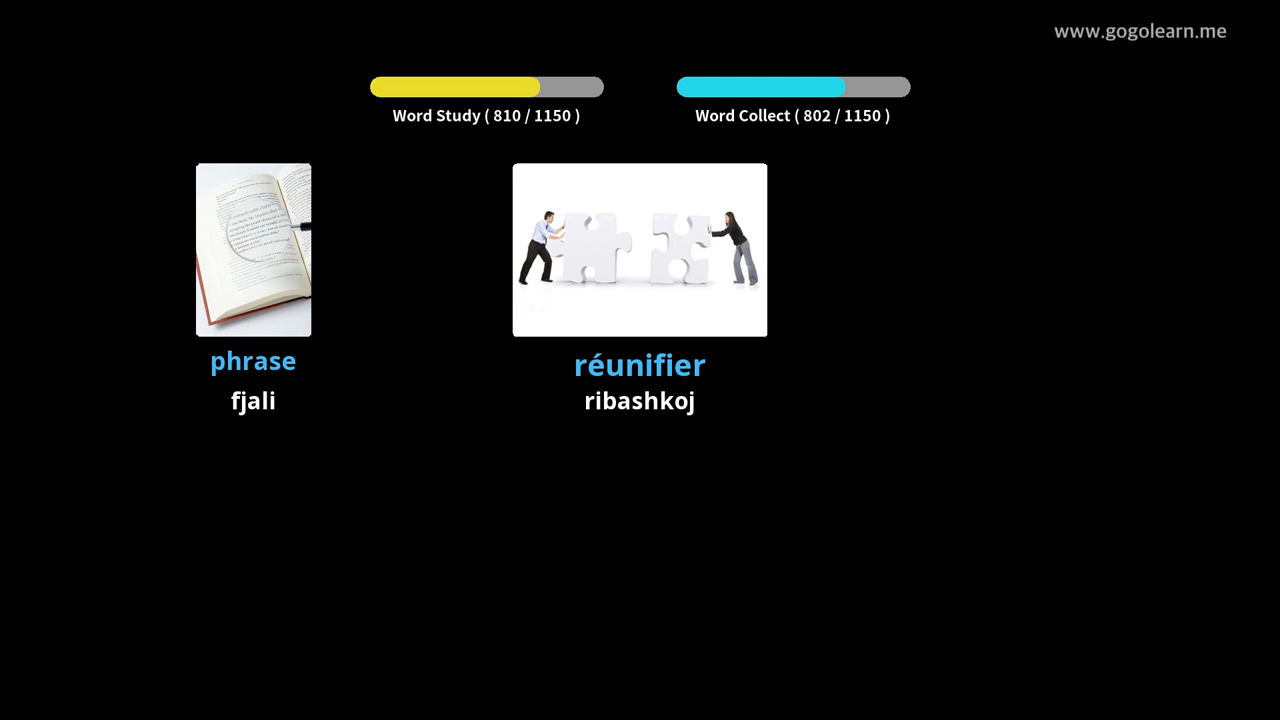 www.gogolearn.me
Word Study ( 810 / 1150 )
Word Collect ( 802 / 1150 )
phrase
fjali
réunifier
ribashkoj